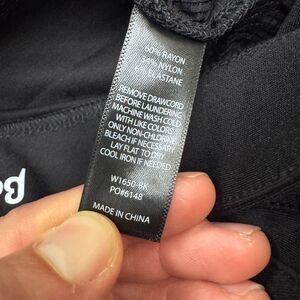 60% RAYON
34% NYLON
6% ELASTANE
REMOVE DRAWCORD
BEFORE LAUNDERING
MACHINE WASH COLD
WITH LIKE COLORS
ONLY NON-CHLORINE
BLEACH IF NECESSARY
LAY FLAT TO DRY
COOL IRON IF NEEDED
W1650-BK
PO#6148
MADE IN CHINA